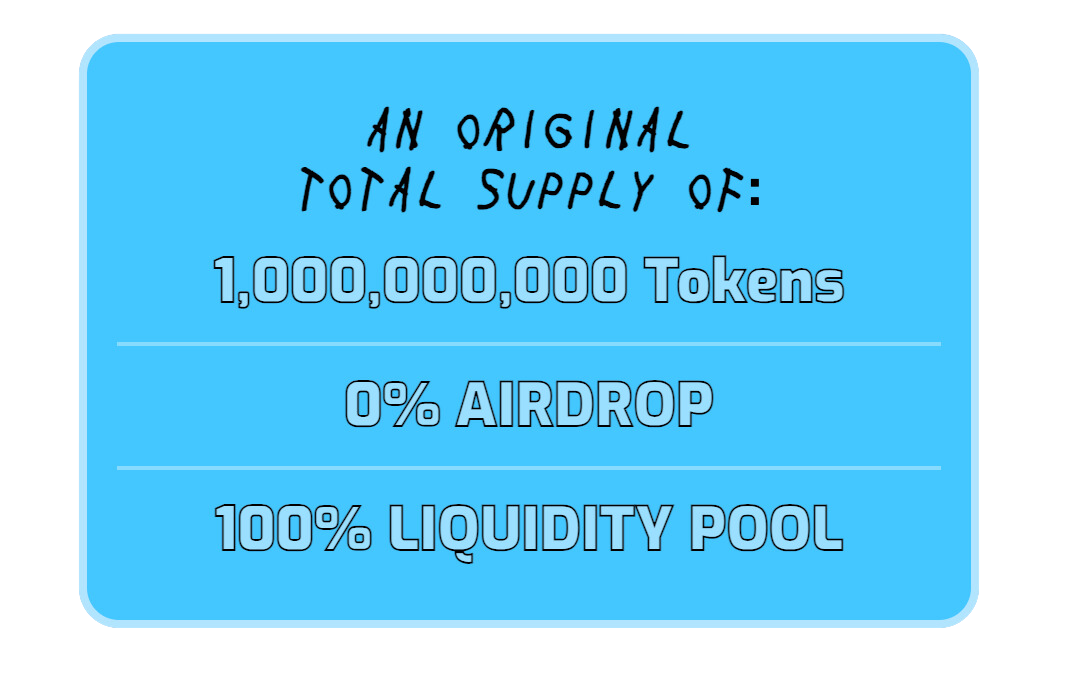 AN ORIGINAL
TOTAL SUPPLY OF:
1,000,000,000 Tokens
0% AIRDROP
100% LIQUIDITY POOL